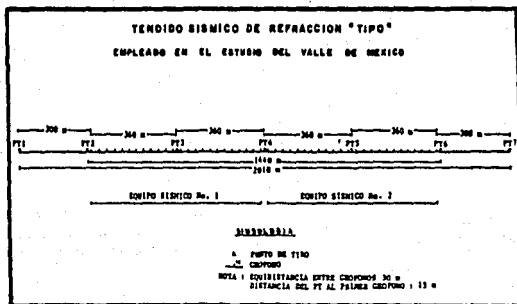 TENDIDO SISMICO DE REFRACCION "TIPO"
EMPLEADO EN EL ESTUDIO DEL VALLE DE MEXICO
300 m 360 m 360 m 360 m 360 m 300 m
PT1 PT2 PT3 PT4 PT5 PT6 PT7
1440 m
2010 m
EQUIPO SISMICO No. 1 EQUIPO SISMICO No. 2
SIMBOLOGIA
PUNTO DE TIRO
GEOFONO
NOTA : EQUIDISTANCIA ENTRE GEOFONOS 30 m
DISTANCIA DEL PT AL PRIMER GEOFONO : 15 m